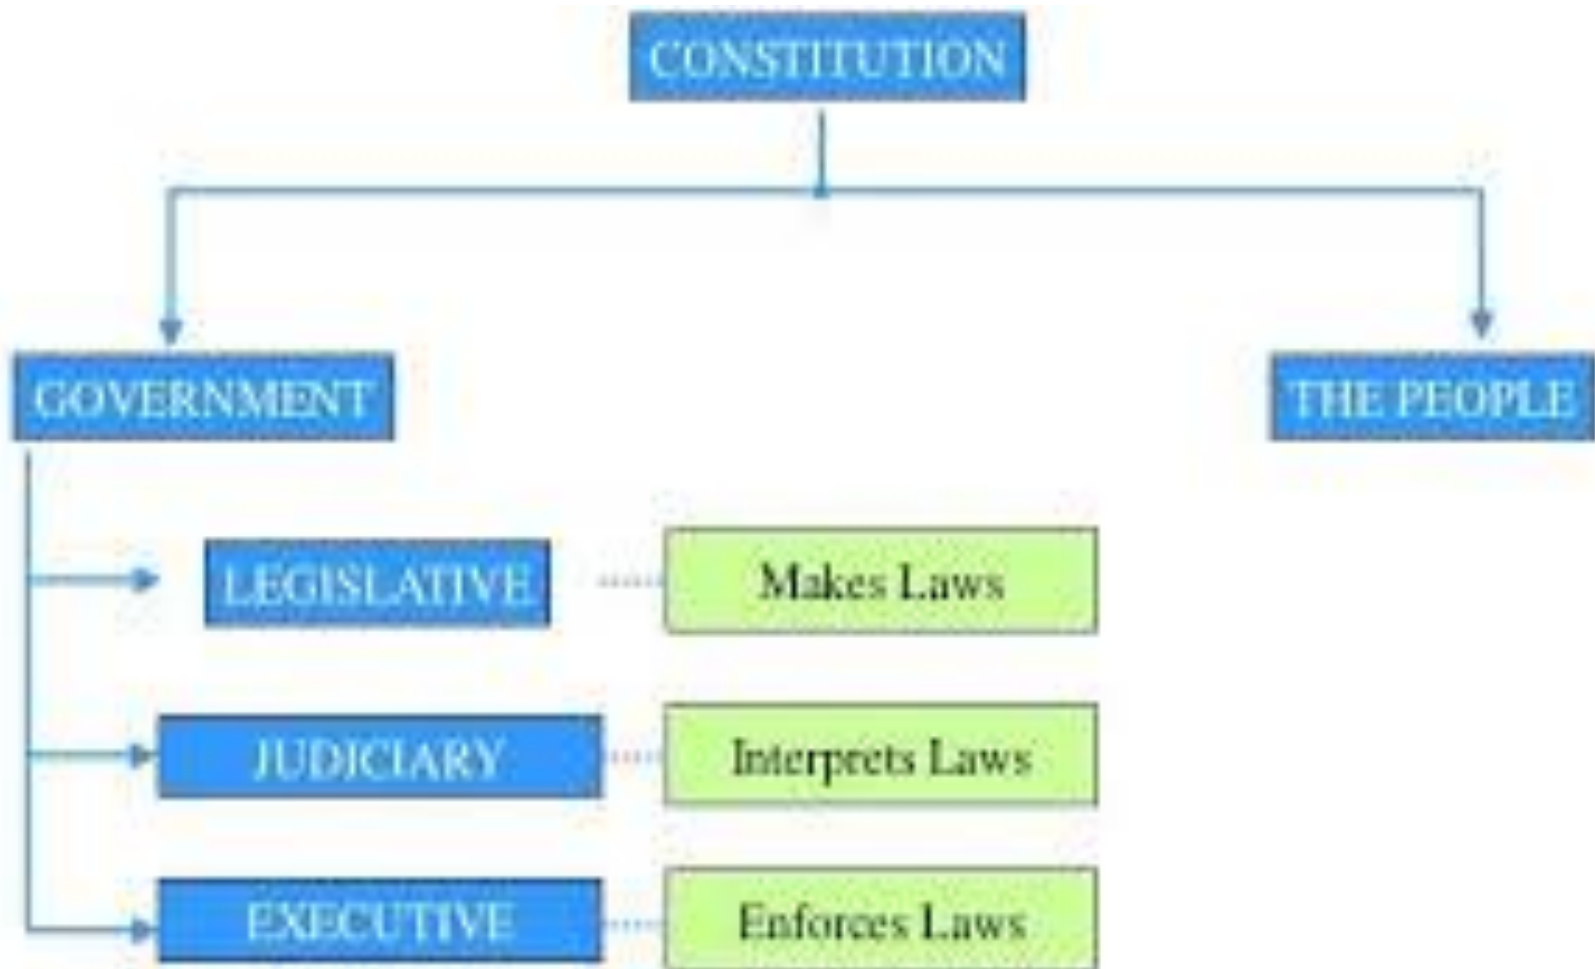 CONSTITUTION
GOVERNMENT
THE PEOPLE
LEGISLATIVE
Makes Laws
JUDICIARY
Interprets Laws
EXECUTIVE
Enforces Laws